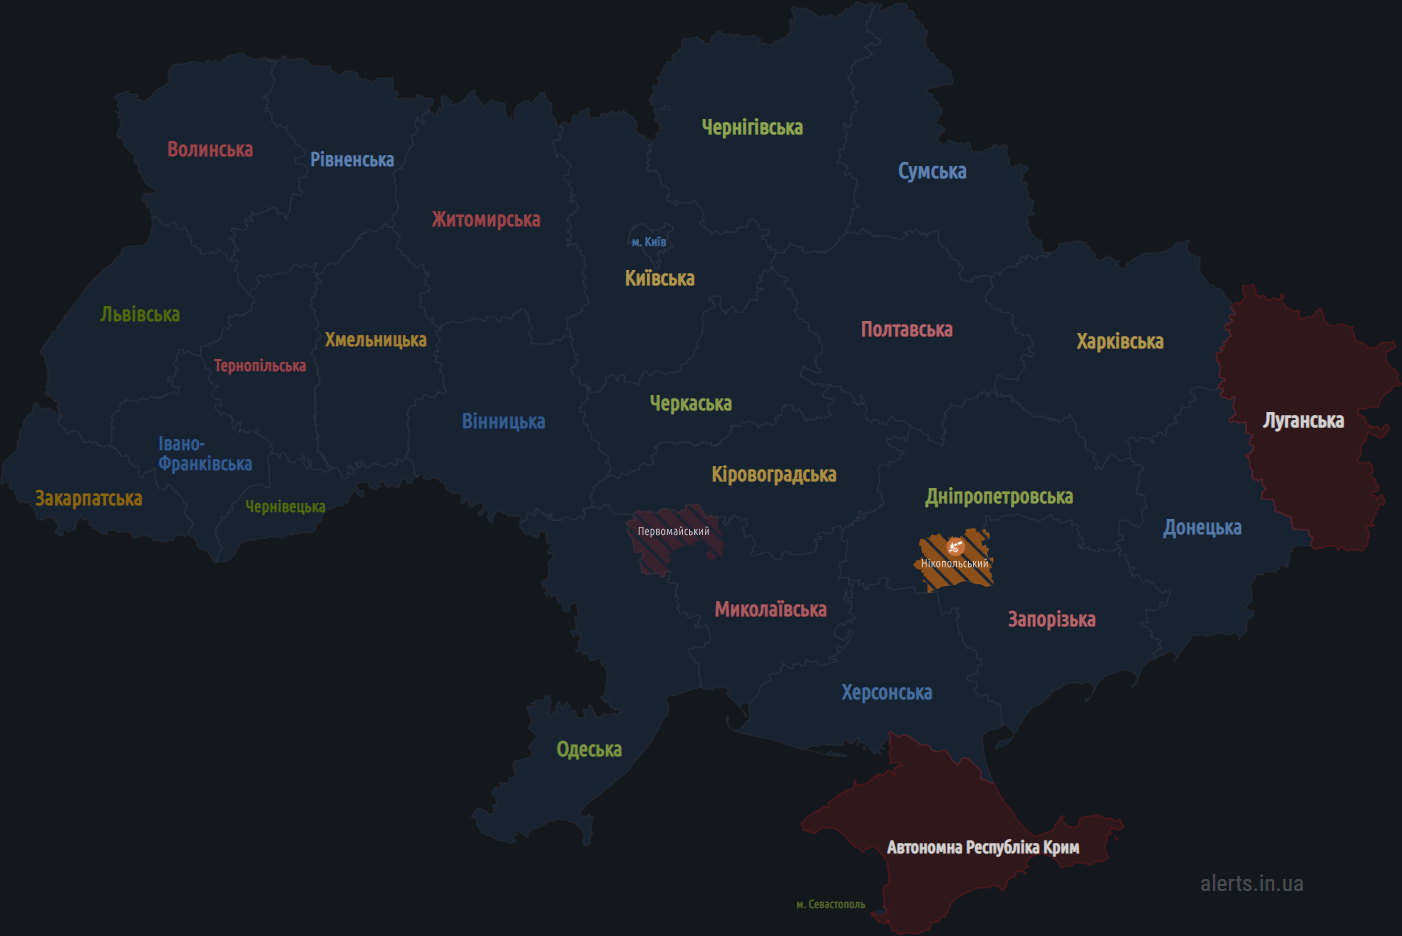 Чернігівська
Волинська
Рівненська
Сумська
Житомирська
м. Київ
Київська
Львівська
Полтавська
Хмельницька
Харківська
Тернопільська
Черкаська
Вінницька
Луганська
Івано-
Франківська
Кіровоградська
Закарпатська
Дніпропетровська
Чернівецька
Первомайський
Донецька
Нікопольський
Миколаївська
Запорізька
Херсонська
Одеська
Автономна Республіка Крим
alerts.in.ua
м. Севастополь